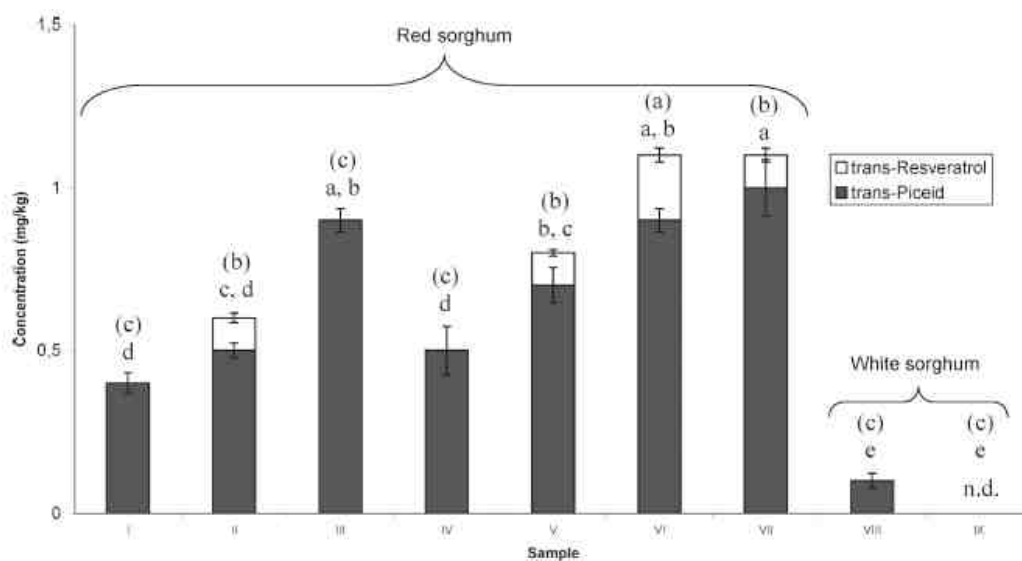 1,5
Red sorghum
(a)
(b)
a, b
a
(c)
trans-Resveratrol
trans-Piceid
a, b
1
(b)
b, c
(b)
c, d
(c)
d
(c)
d
Concentration (mg/kg)
0,5
White sorghum
(c)
(c)
e
e
n.d.
0
I II III IV V VI VII VIII IX
Sample